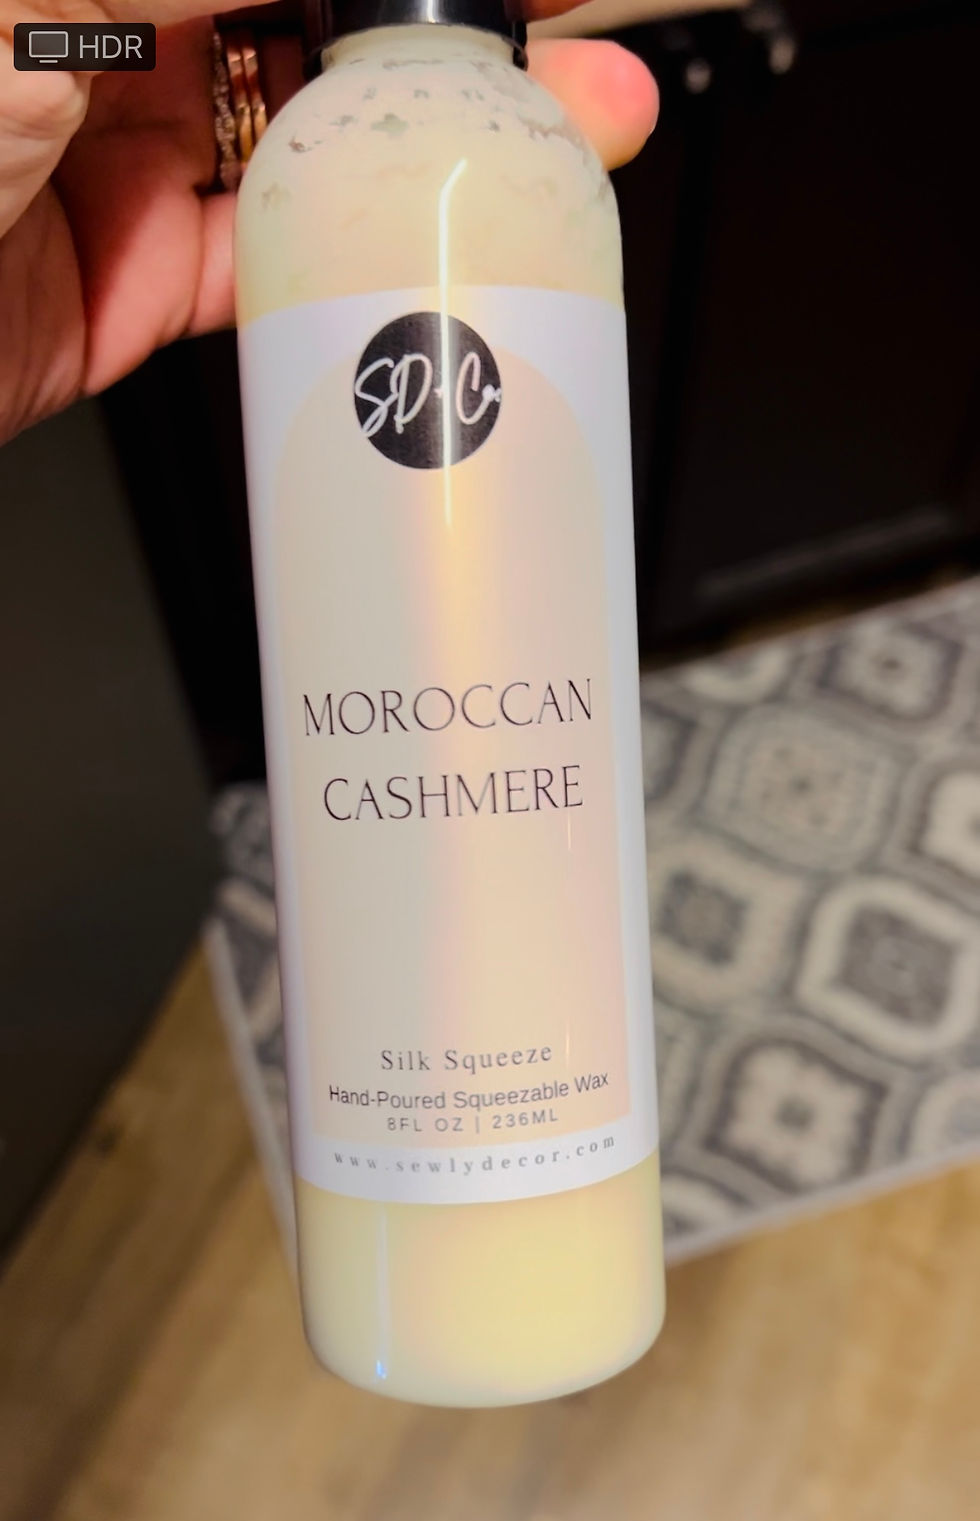 HDR
SD+Co.
MOROCCAN
CASHMERE
Silk Squeeze
Hand-Poured Squeezable Wax
8FL OZ | 236ML
www.sewlydecor.com